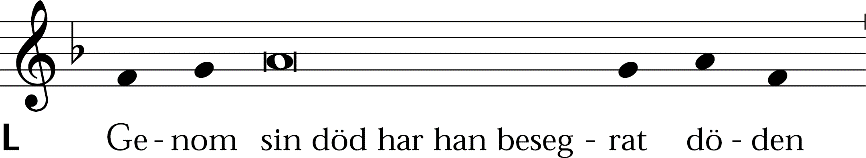 L Ge - nom sin död har han beseg - rat dö - den